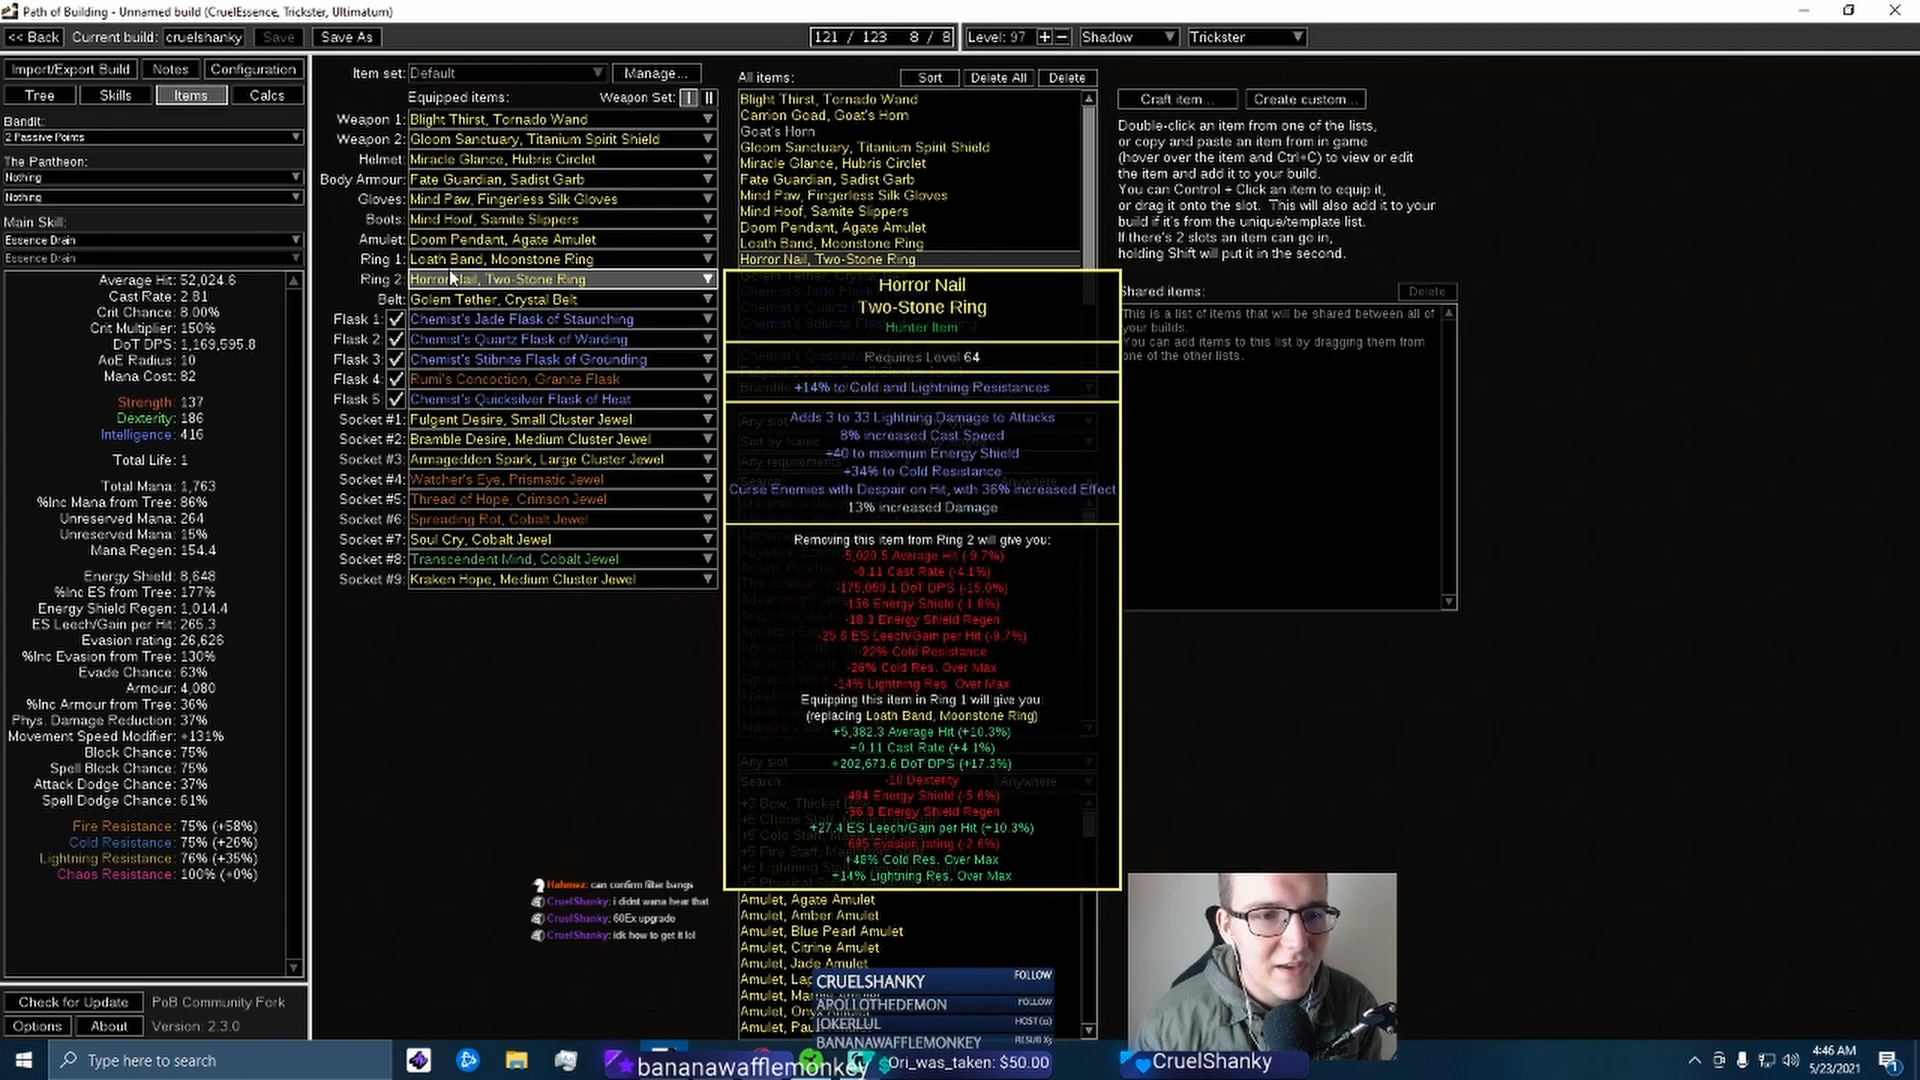 Path of Building - Unnamed build (CruelEssence, Trickster, Ultimatum)
<< Back
Current build: cruelshanky
Save
Save As
121 / 123 8 / 8
Level: 97
+
−
Shadow
Trickster
Import/Export Build
Notes
Configuration
Tree
Skills
Items
Calcs
Bandit:
2 Passive Points
The Pantheon:
Nothing
Nothing
Main Skill:
Essence Drain
Essence Drain
Average Hit: 52,024.6
Cast Rate: 2.81
Crit Chance: 8.00%
Crit Multiplier: 150%
DoT DPS: 1,169,595.8
AoE Radius: 10
Mana Cost: 82
Strength: 137
Dexterity: 186
Intelligence: 416
Total Life: 1
Total Mana: 1,763
%Inc Mana from Tree: 86%
Unreserved Mana: 264
Unreserved Mana: 15%
Mana Regen: 154.4
Energy Shield: 8,648
%Inc ES from Tree: 177%
Energy Shield Regen: 1,014.4
ES Leech/Gain per Hit: 265.3
Evasion rating: 26,626
%Inc Evasion from Tree: 130%
Evade Chance: 63%
Armour: 4,080
%Inc Armour from Tree: 36%
Phys. Damage Reduction: 37%
Movement Speed Modifier: +131%
Block Chance: 75%
Spell Block Chance: 75%
Attack Dodge Chance: 37%
Spell Dodge Chance: 61%
Fire Resistance: 75% (+58%)
Cold Resistance: 75% (+26%)
Lightning Resistance: 76% (+35%)
Chaos Resistance: 100% (+0%)
Check for Update
PoB Community Fork
Options
About
Version: 2.3.0
Item set: Default
Manage...
Equipped items:
Weapon Set: I II
Weapon 1: Blight Thirst, Tornado Wand
Weapon 2: Gloom Sanctuary, Titanium Spirit Shield
Helmet: Miracle Glance, Hubris Circlet
Body Armour: Fate Guardian, Sadist Garb
Gloves: Mind Paw, Fingerless Silk Gloves
Boots: Mind Hoof, Samite Slippers
Amulet: Doom Pendant, Agate Amulet
Ring 1: Loath Band, Moonstone Ring
Ring 2: Horror Nail, Two-Stone Ring
Belt: Golem Tether, Crystal Belt
Flask 1: Chemist's Jade Flask of Staunching
Flask 2: Chemist's Quartz Flask of Warding
Flask 3: Chemist's Stibnite Flask of Grounding
Flask 4: Rumi's Concoction, Granite Flask
Flask 5: Chemist's Quicksilver Flask of Heat
Socket #1: Fulgent Desire, Small Cluster Jewel
Socket #2: Bramble Desire, Medium Cluster Jewel
Socket #3: Armageddon Spark, Large Cluster Jewel
Socket #4: Watcher's Eye, Prismatic Jewel
Socket #5: Thread of Hope, Crimson Jewel
Socket #6: Spreading Rot, Cobalt Jewel
Socket #7: Soul Cry, Cobalt Jewel
Socket #8: Transcendent Mind, Cobalt Jewel
Socket #9: Kraken Hope, Medium Cluster Jewel
All items:
Sort
Delete All
Delete
Blight Thirst, Tornado Wand
Carrion Goad, Goat's Horn
Goat's Horn
Gloom Sanctuary, Titanium Spirit Shield
Miracle Glance, Hubris Circlet
Fate Guardian, Sadist Garb
Mind Paw, Fingerless Silk Gloves
Mind Hoof, Samite Slippers
Doom Pendant, Agate Amulet
Loath Band, Moonstone Ring
Horror Nail, Two-Stone Ring
Horror Nail
Two-Stone Ring
Hunter Item
Requires Level 64
+14% to Cold and Lightning Resistances
Adds 3 to 33 Lightning Damage to Attacks
8% increased Cast Speed
+40 to maximum Energy Shield
+34% to Cold Resistance
Curse Enemies with Despair on Hit, with 36% increased Effect
13% increased Damage
Removing this item from Ring 2 will give you:
-5,020.5 Average Hit (-9.7%)
-0.11 Cast Rate (-4.1%)
-175,050.1 DoT DPS (-15.0%)
-156 Energy Shield (-1.8%)
-18.3 Energy Shield Regen
-25.6 ES Leech/Gain per Hit (-9.7%)
-22% Cold Resistance
-26% Cold Res. Over Max
-14% Lightning Res. Over Max
Equipping this item in Ring 1 will give you:
(replacing Loath Band, Moonstone Ring)
+5,382.3 Average Hit (+10.3%)
+0.11 Cast Rate (+4.1%)
+202,673.6 DoT DPS (+17.3%)
-10 Dexterity
-484 Energy Shield (-5.6%)
-56.8 Energy Shield Regen
+27.4 ES Leech/Gain per Hit (+10.3%)
-685 Evasion rating (-2.6%)
+48% Cold Res. Over Max
+14% Lightning Res. Over Max
Any slot
Search:
Anywhere
Amulet, Agate Amulet
Amulet, Amber Amulet
Amulet, Blue Pearl Amulet
Amulet, Citrine Amulet
Amulet, Jade Amulet
Craft item...
Create custom...
Double-click an item from one of the lists,
or copy and paste an item from in game
(hover over the item and Ctrl+C) to view or edit
the item and add it to your build.
You can Control + Click an item to equip it,
or drag it onto the slot. This will also add it to your
build if it's from the unique/template list.
If there's 2 slots an item can go in,
holding Shift will put it in the second.
Shared items:
Delete
This is a list of items that will be shared between all of
your builds.
You can add items to this list by dragging them from
one of the other lists.
Hahmez: can confirm filter bangs
CruelShanky: i didnt wana hear that
CruelShanky: 60Ex upgrade
CruelShanky: idk how to get it lol
CRUELSHANKY FOLLOW
APOLLOTHEDEMON FOLLOW
JOKERLUL
BANANAWAFFLEMONKEY
Type here to search
bananawafflemonkey
Ori_was_taken: $50.00
CruelShanky
4:46 AM
5/23/2021